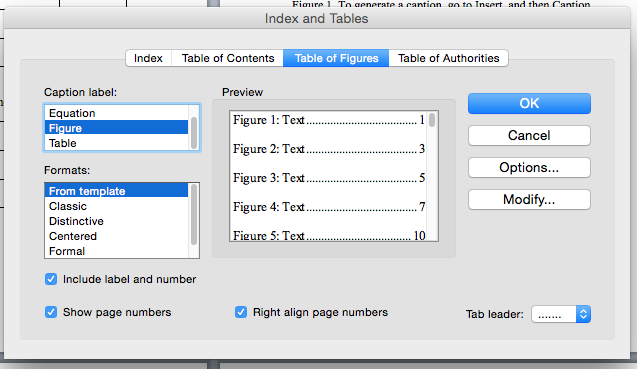 Figure 1. To generate a caption, go to Insert, and then Caption
Index and Tables
Index
Table of Contents
Table of Figures
Table of Authorities
Caption label:
Equation
Figure
Table
Formats:
From template
Classic
Distinctive
Centered
Formal
Preview
Figure 1: Text.................................... 1
Figure 2: Text.................................... 3
Figure 3: Text.................................... 5
Figure 4: Text.................................... 7
Figure 5: Text.................................. 10
OK
Cancel
Options...
Modify...
Include label and number
Show page numbers
Right align page numbers
Tab leader: .......